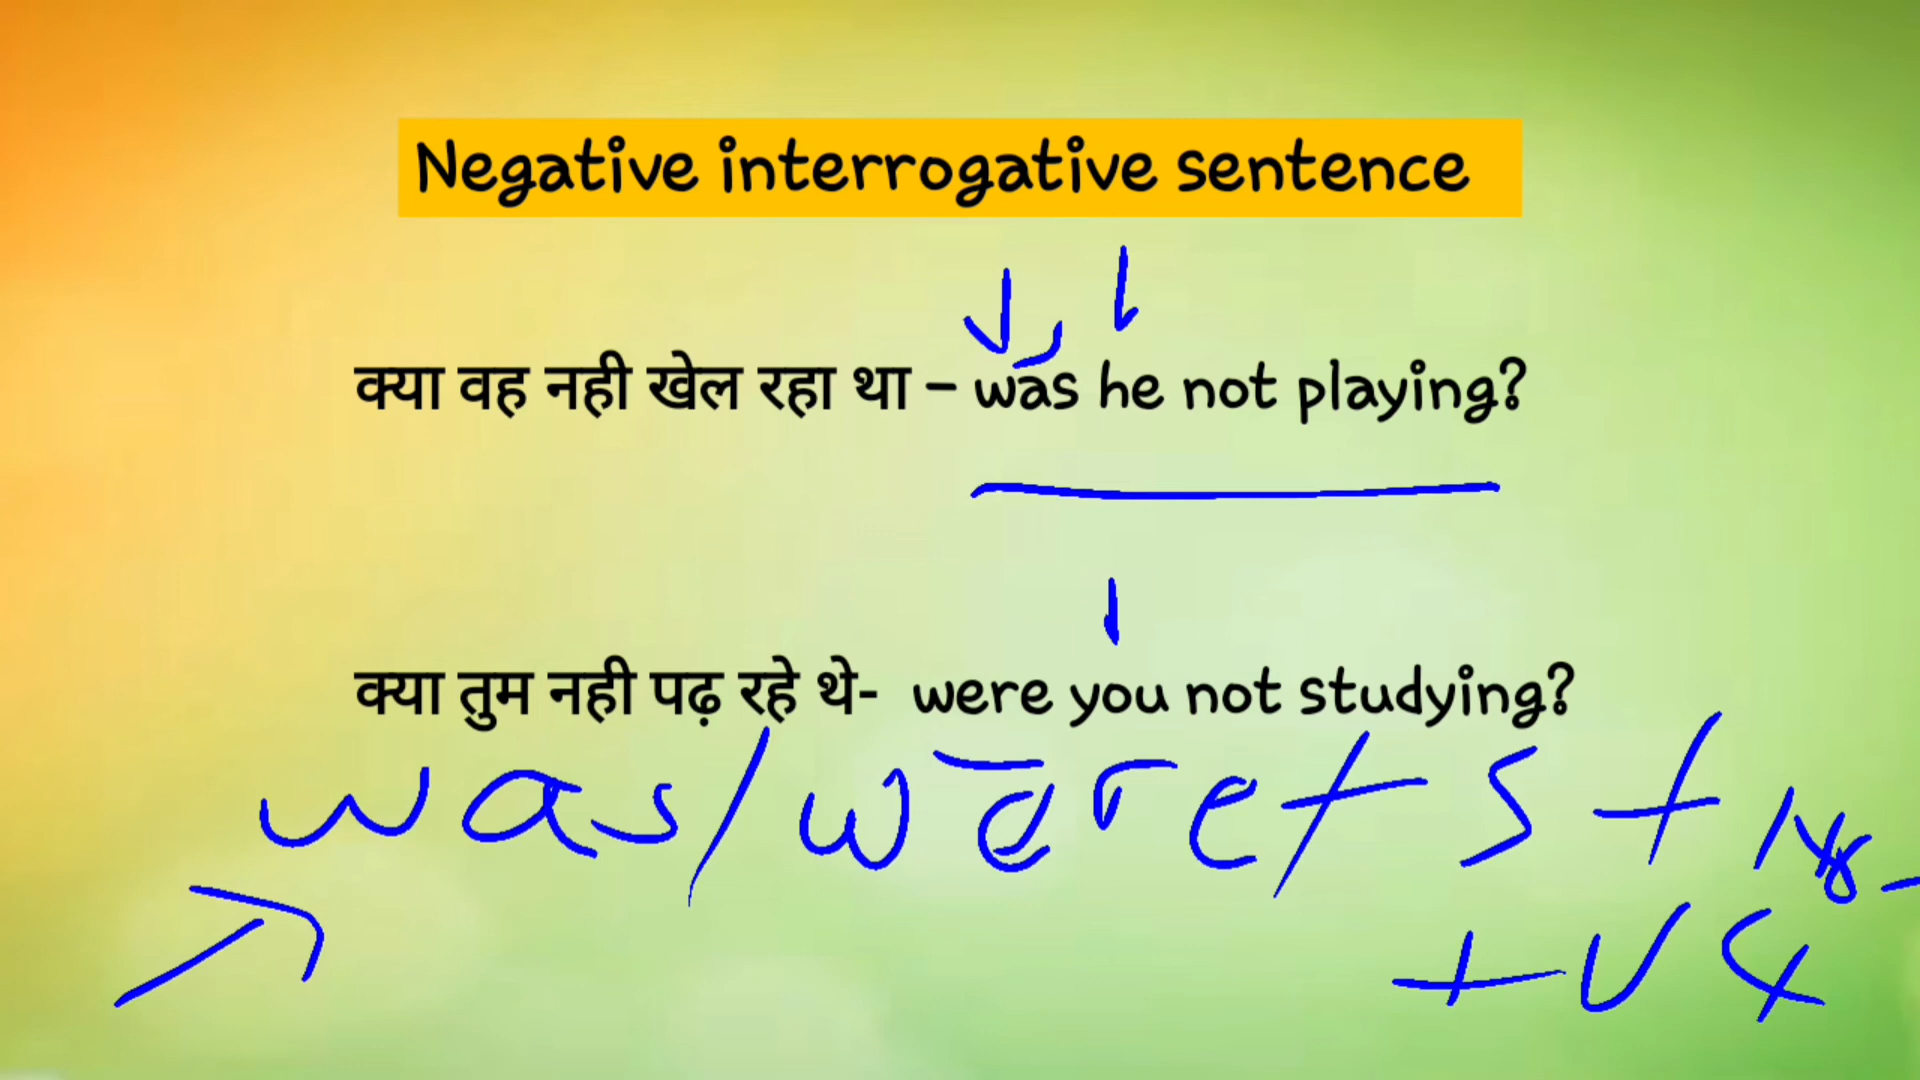 Negative interrogative sentence
क्या वह नही खेल रहा था – was he not playing?
क्या तुम नही पढ़ रहे थे- were you not studying?
was/were + S +
+ V4